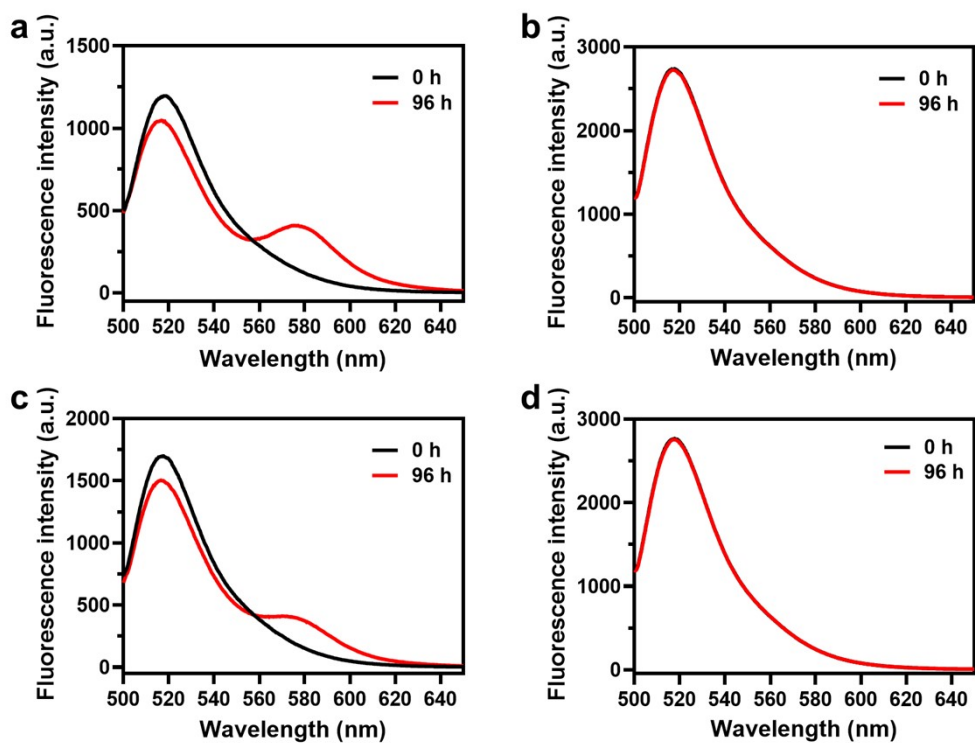 a
Fluorescence intensity (a.u.)
1500
1000
500
0
0 h
96 h
500 520 540 560 580 600 620 640
Wavelength (nm)
b
Fluorescence intensity (a.u.)
3000
2000
1000
0
0 h
96 h
500 520 540 560 580 600 620 640
Wavelength (nm)
c
Fluorescence intensity (a.u.)
2000
1500
1000
500
0
0 h
96 h
500 520 540 560 580 600 620 640
Wavelength (nm)
d
Fluorescence intensity (a.u.)
3000
2000
1000
0
0 h
96 h
500 520 540 560 580 600 620 640
Wavelength (nm)